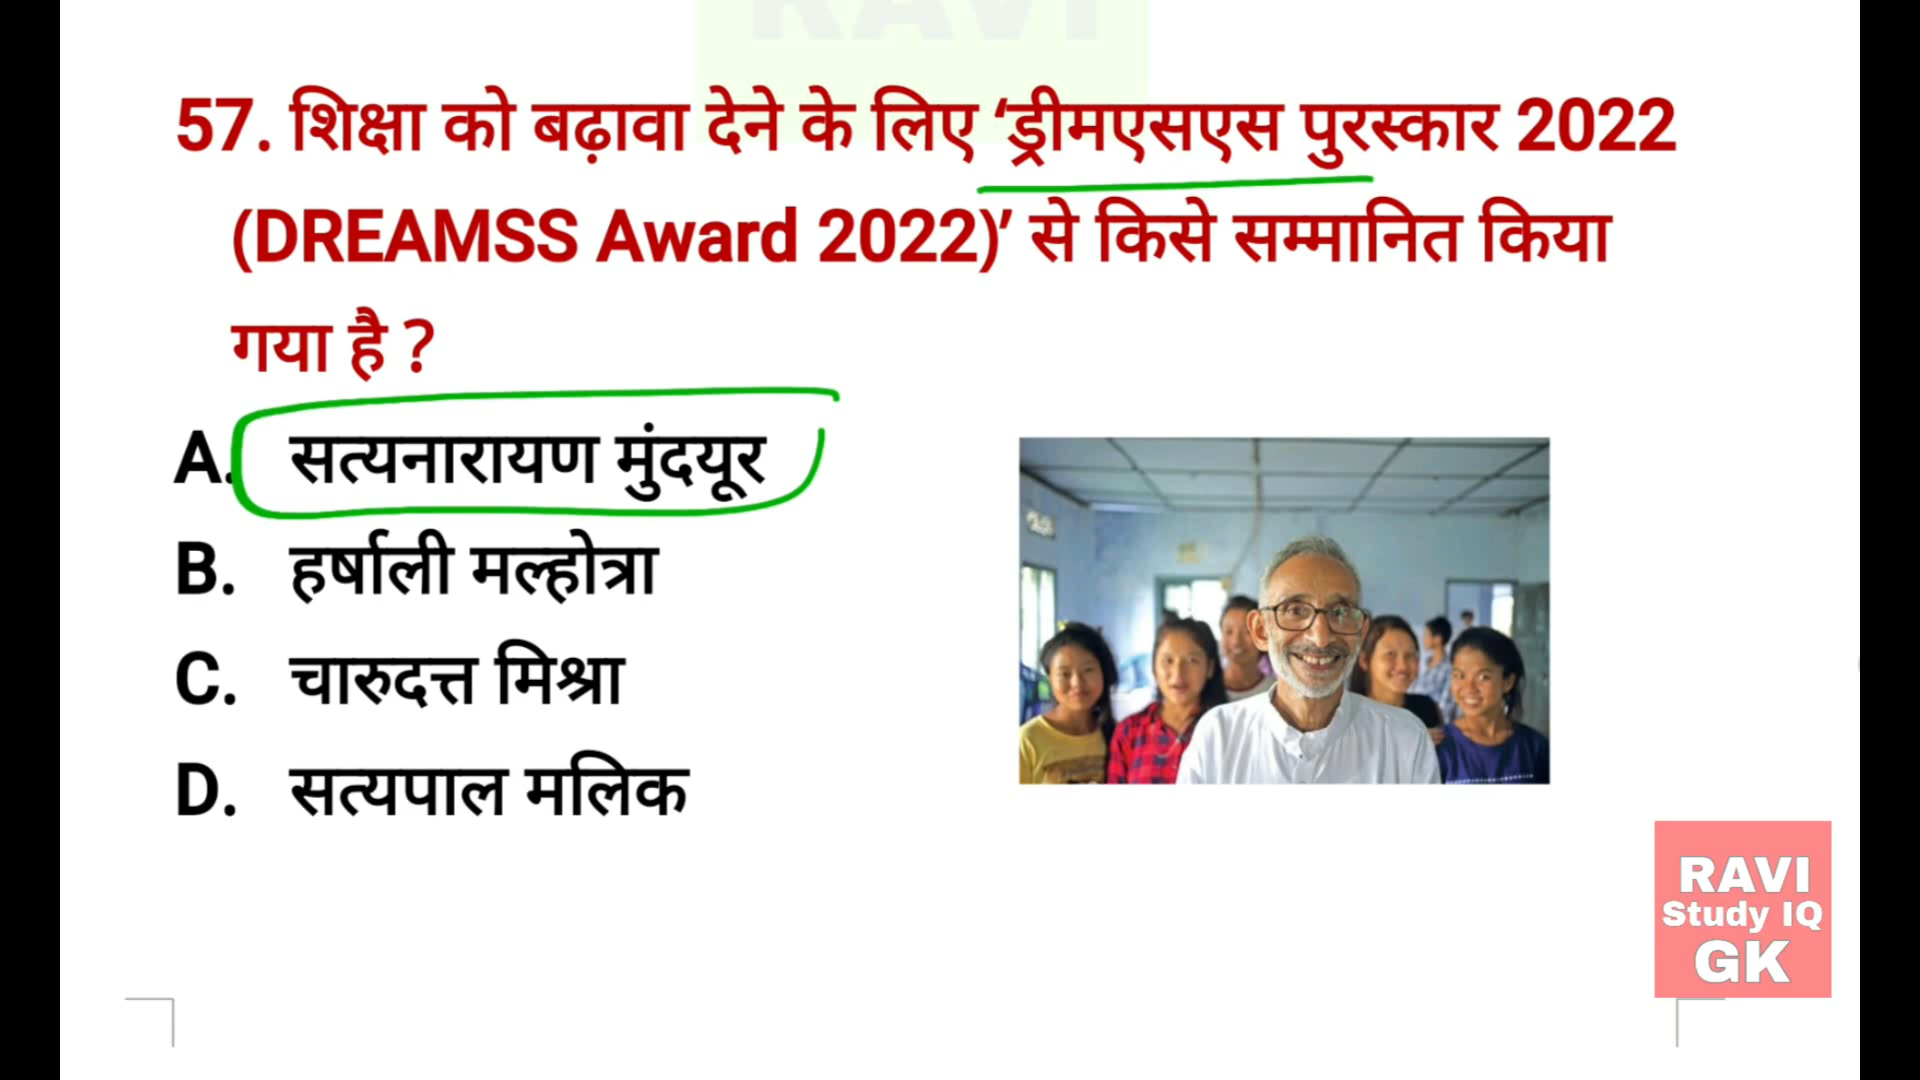 RAVI
57. शिक्षा को बढ़ावा देने के लिए ‘ड्रीमएसएस पुरस्कार 2022
(DREAMSS Award 2022)’ से किसे सम्मानित किया
गया है ?
A. सत्यनारायण मुंदयूर
B. हर्षाली मल्होत्रा
C. चारुदत्त मिश्रा
D. सत्यपाल मलिक
RAVI
Study IQ
GK